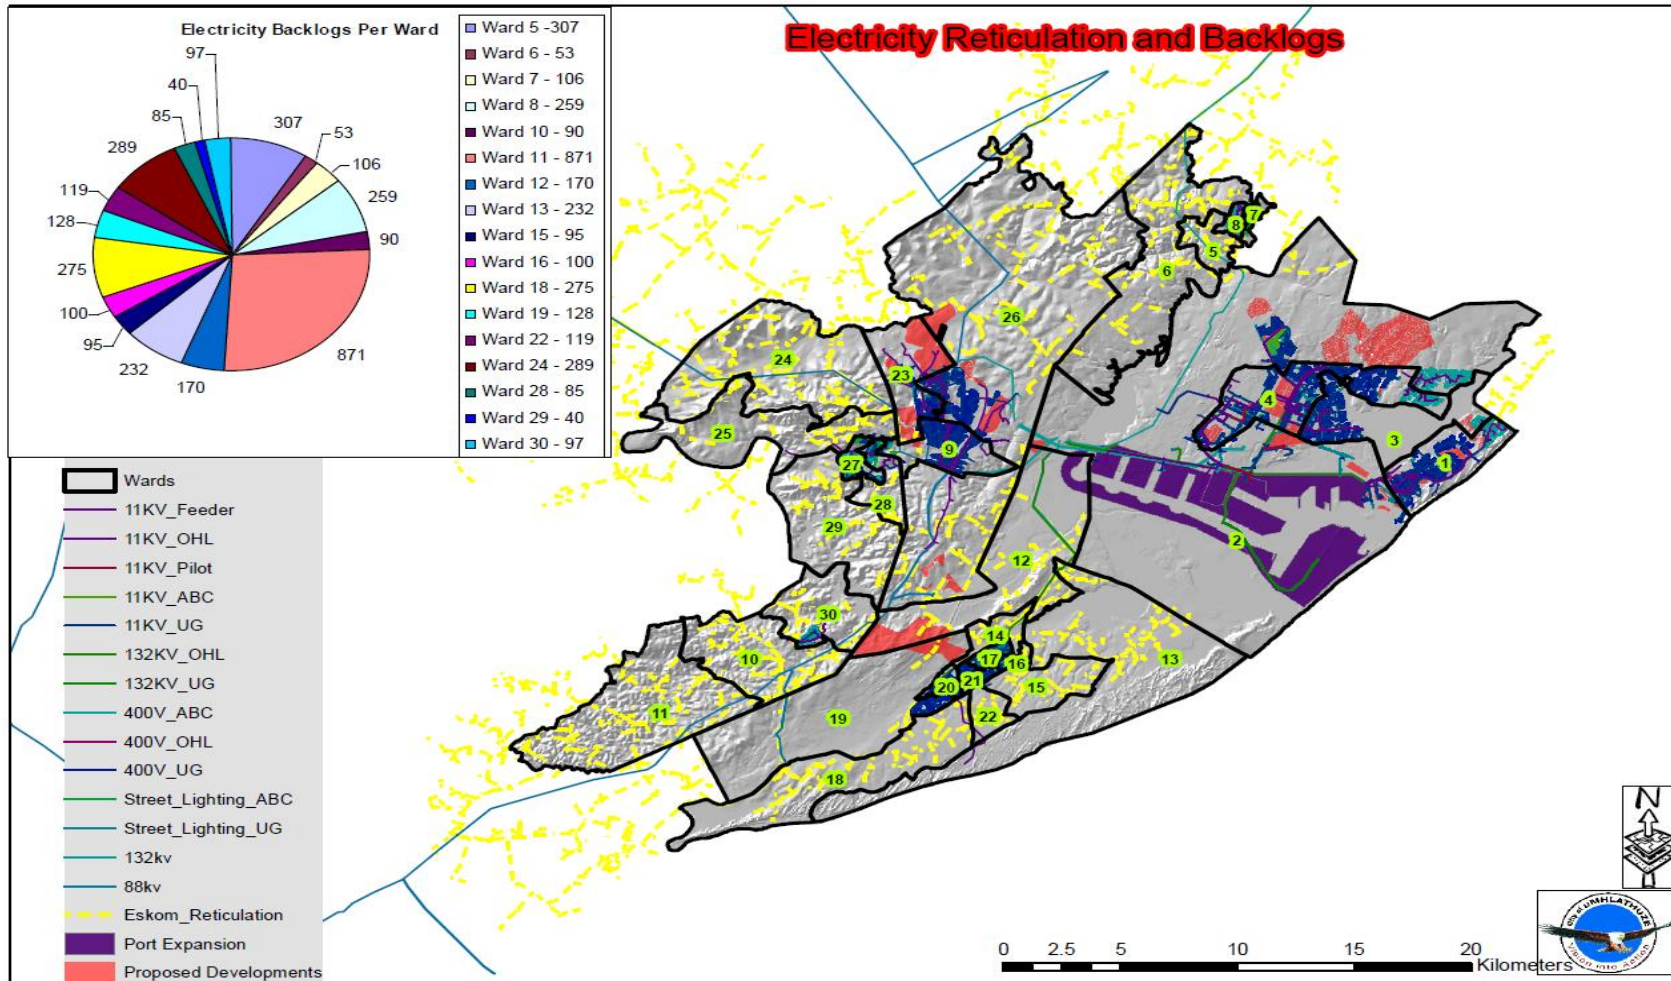 Electricity Reticulation and Backlogs
Electricity Backlogs Per Ward
97
40
85
289
119
128
275
100
95
232
170
871
90
259
106
53
307
Ward 5 -307
Ward 6 - 53
Ward 7 - 106
Ward 8 - 259
Ward 10 - 90
Ward 11 - 871
Ward 12 - 170
Ward 13 - 232
Ward 15 - 95
Ward 16 - 100
Ward 18 - 275
Ward 19 - 128
Ward 22 - 119
Ward 24 - 289
Ward 28 - 85
Ward 29 - 40
Ward 30 - 97
Wards
11KV_Feeder
11KV_OHL
11KV_Pilot
11KV_ABC
11KV_UG
132KV_OHL
132KV_UG
400V_ABC
400V_OHL
400V_UG
Street_Lighting_ABC
Street_Lighting_UG
132kv
88kv
Eskom_Reticulation
Port Expansion
Proposed Developments
7
8
5
6
26
24
23
4
25
3
9
27
1
28
29
2
12
30
14
10
17
16
13
21
20
15
11
19
22
18
N
0 2.5 5 10 15 20
Kilometers
City of UMHLATHUZE
Vision into Action